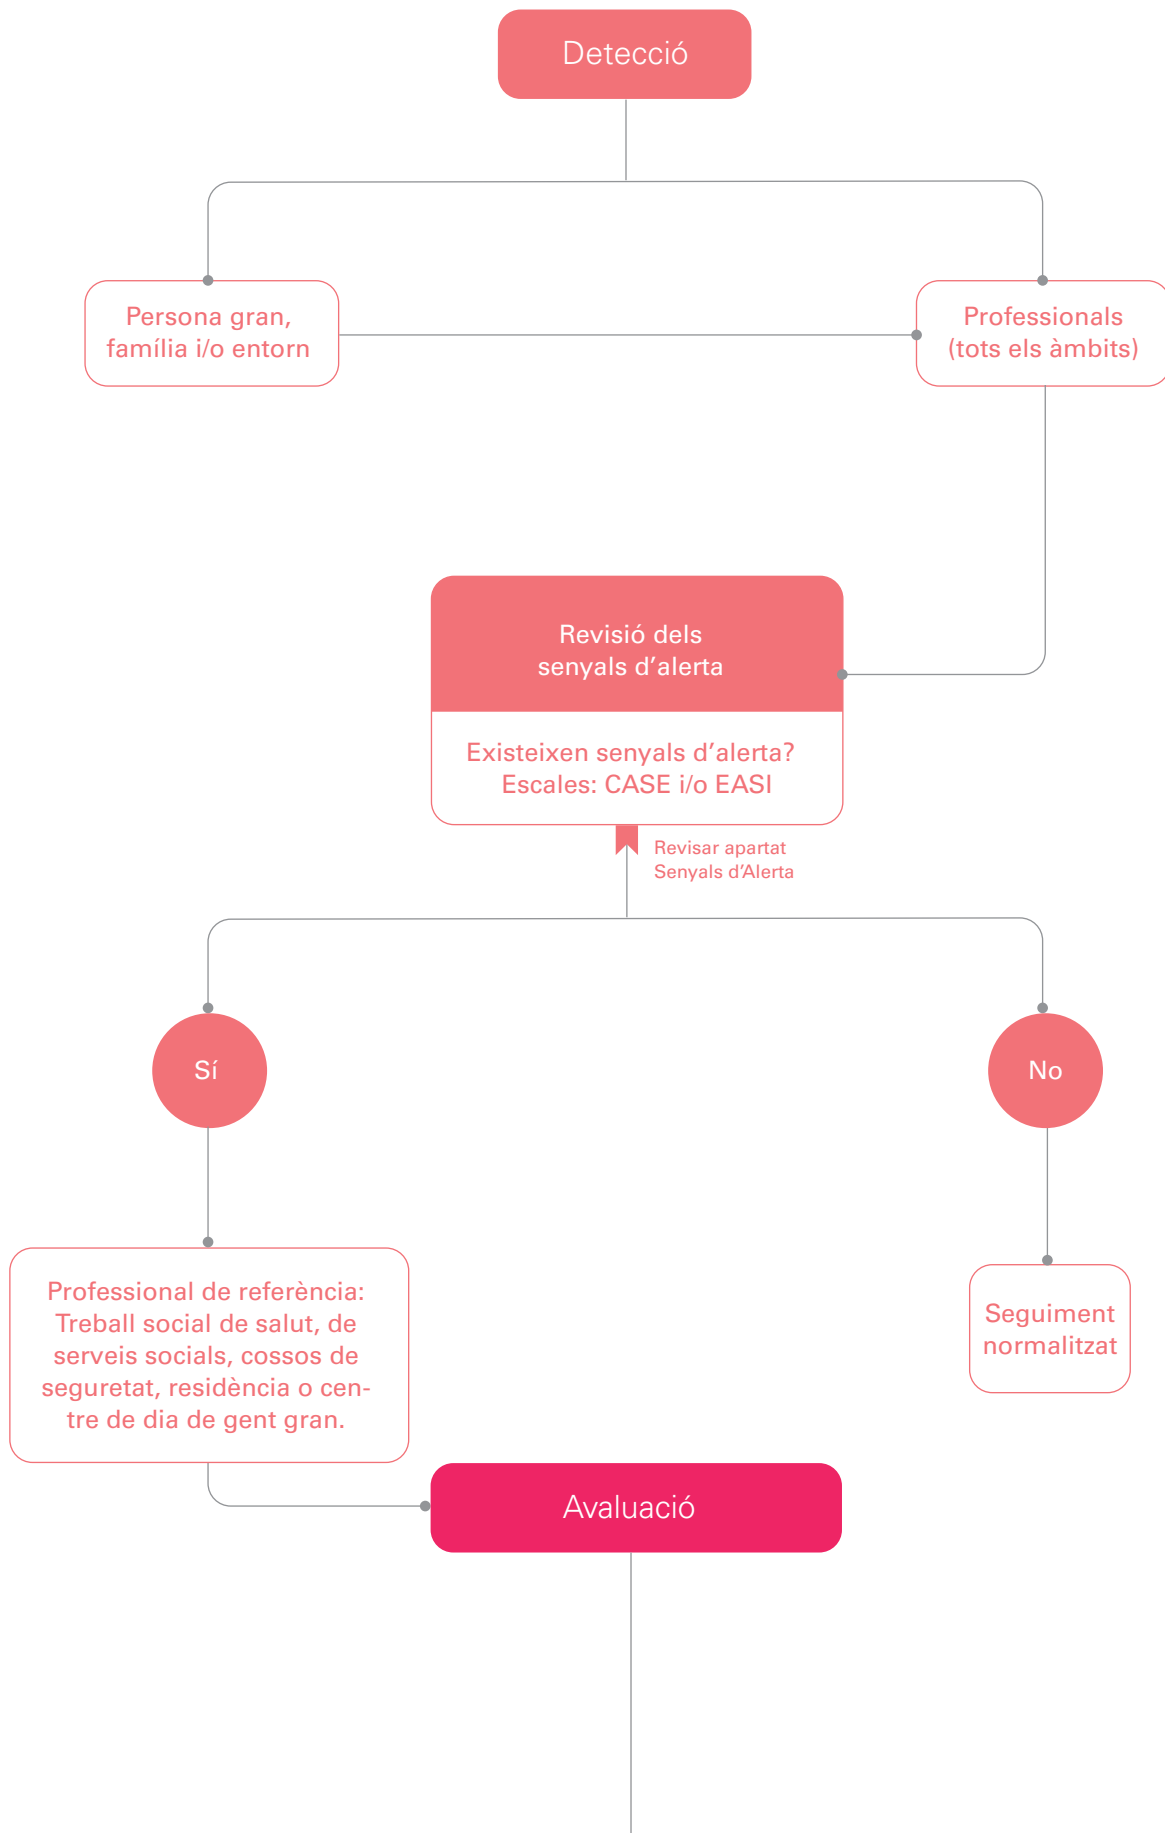 Detecció
Persona gran,
família i/o entorn
Professionals
(tots els àmbits)
Revisió dels
senyals d’alerta
Existeixen senyals d’alerta?
Escales: CASE i/o EASI
Revisar apartat
Senyals d’Alerta
Sí
No
Professional de referència:
Treball social de salut, de
serveis socials, cossos de
seguretat, residència o cen-
tre de dia de gent gran.
Seguiment
normalitzat
Avaluació